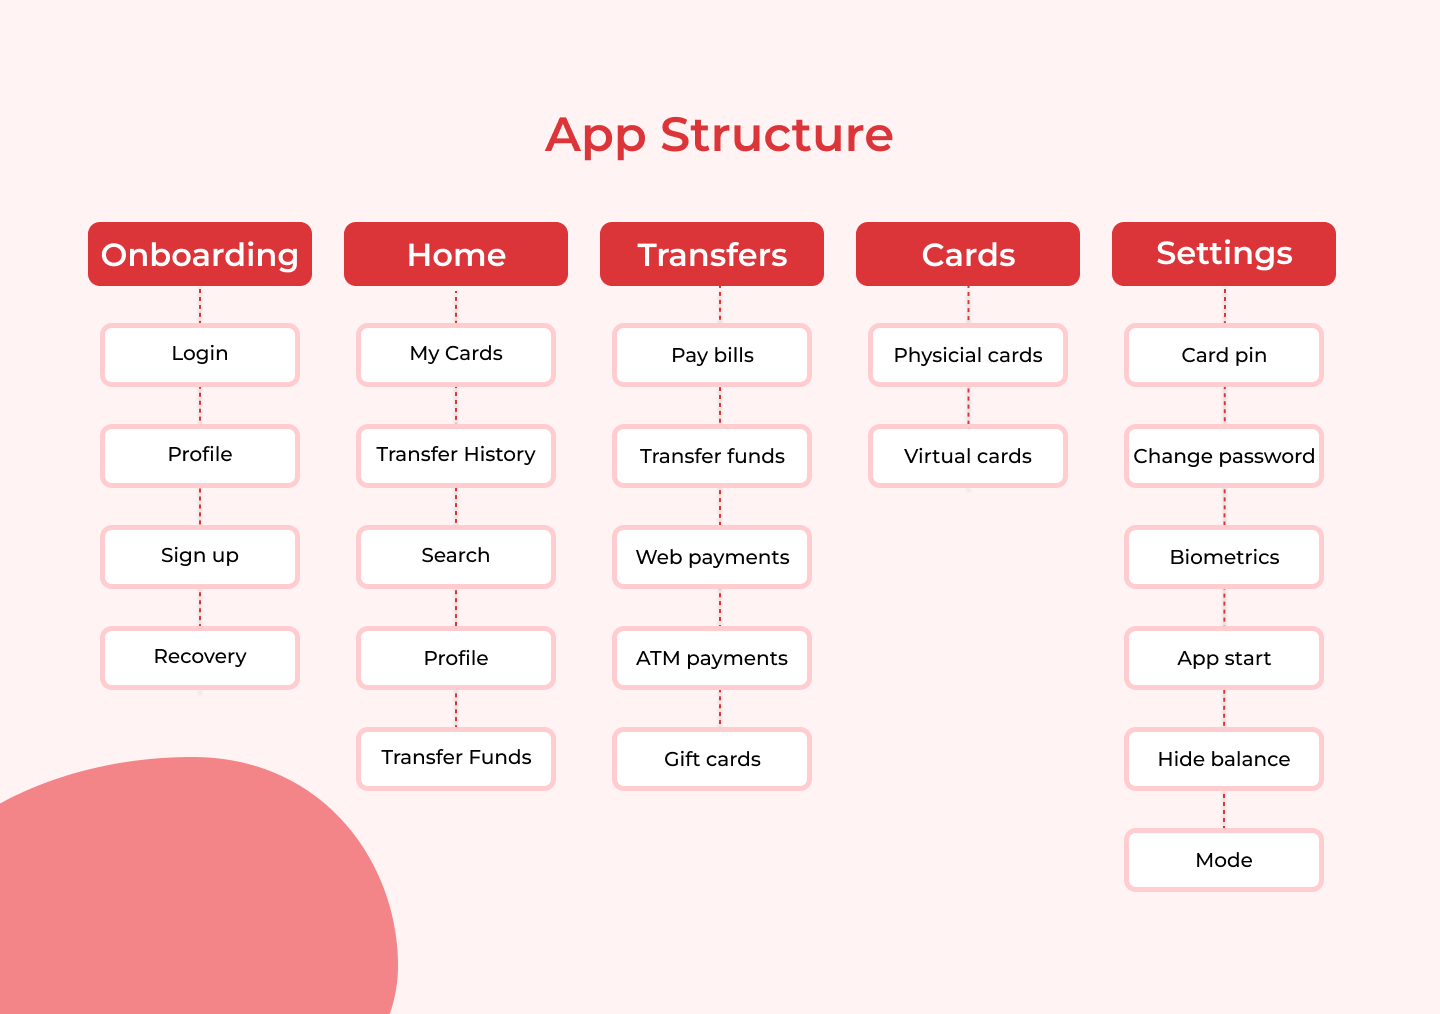 App Structure
Onboarding
Login
Profile
Sign up
Recovery
Home
My Cards
Transfer History
Search
Profile
Transfer Funds
Transfers
Pay bills
Transfer funds
Web payments
ATM payments
Gift cards
Cards
Physicial cards
Virtual cards
Settings
Card pin
Change password
Biometrics
App start
Hide balance
Mode